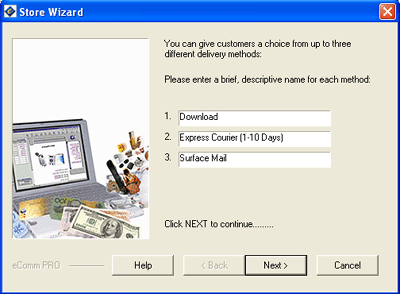 Store Wizard
You can give customers a choice from up to three
different delivery methods:
Please enter a brief, descriptive name for each method:
1. Download
2. Express Courier (1-10 Days)
3. Surface Mail
Click NEXT to continue.........
eComm PRO
Help
< Back
Next >
Cancel